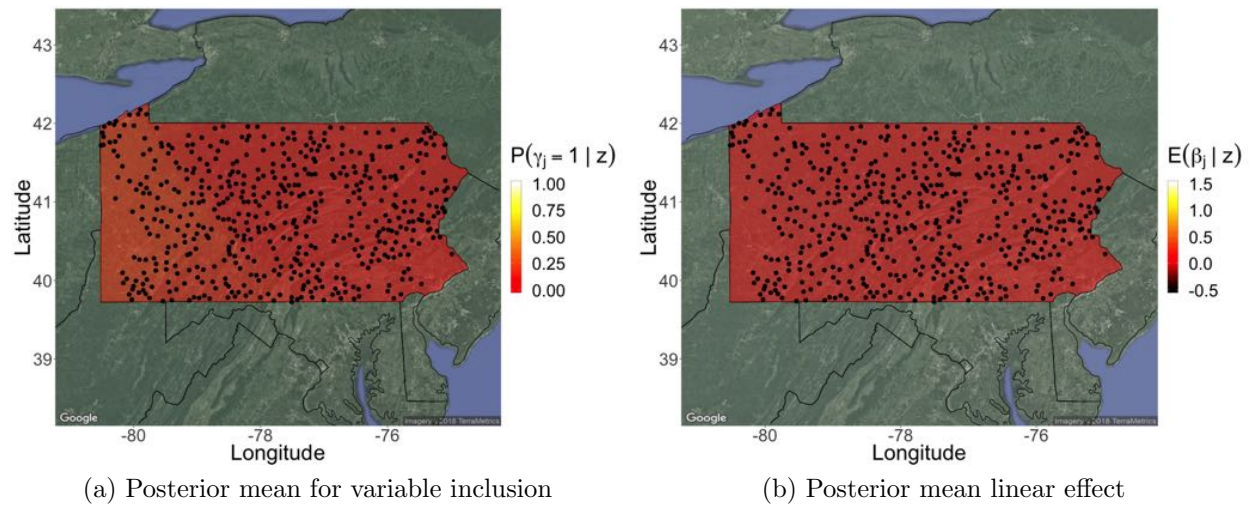 43
42
41
40
39
Latitude
-80
-78
-76
Longitude
Google
Imagery ©2018 TerraMetrics
P(γj = 1 | z)
1.00
0.75
0.50
0.25
0.00
(a) Posterior mean for variable inclusion
43
42
41
40
39
Latitude
-80
-78
-76
Longitude
Google
Imagery ©2018 TerraMetrics
E(βj | z)
1.5
1.0
0.5
0.0
-0.5
(b) Posterior mean linear effect